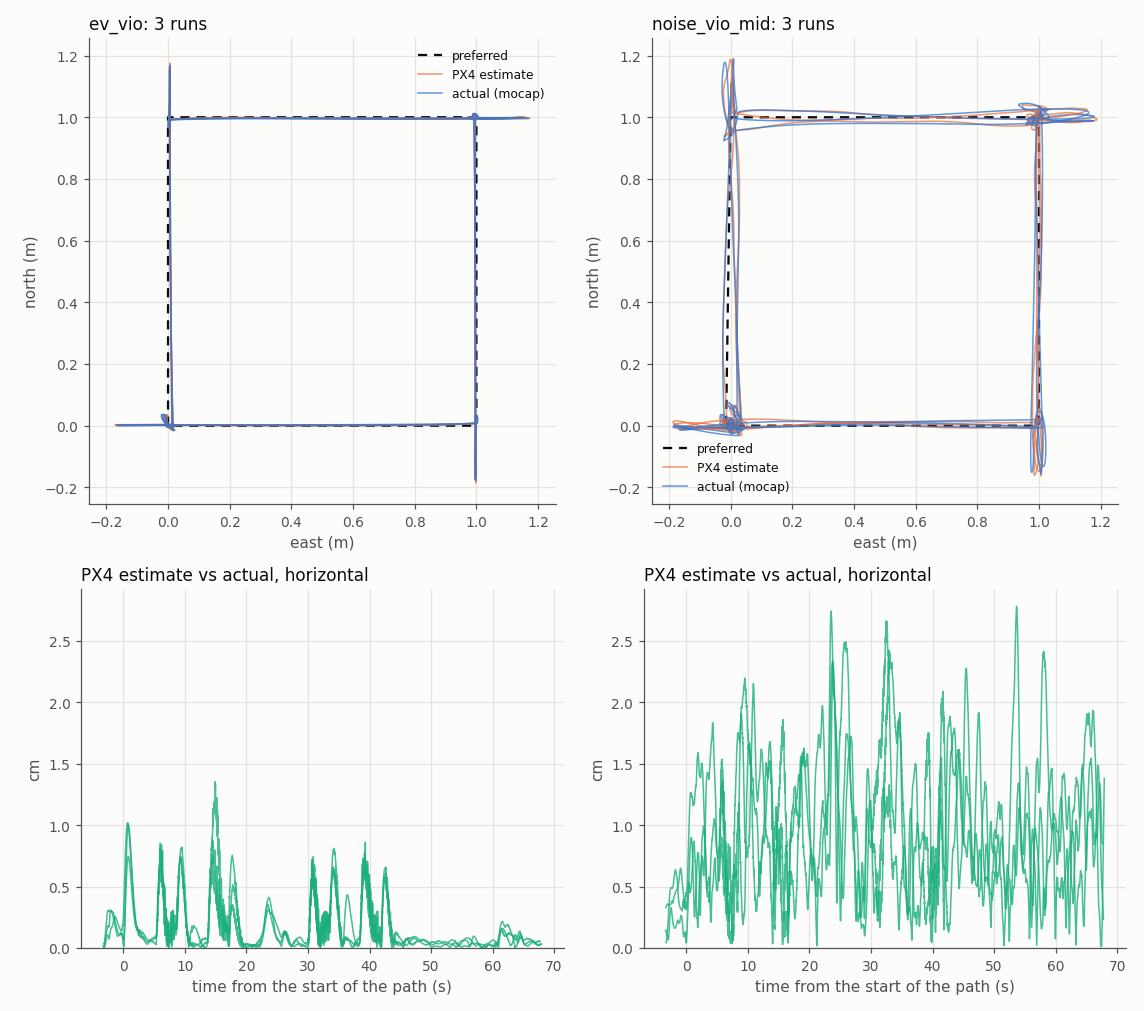 ev_vio: 3 runs
1.2
1.0
0.8
0.6
0.4
0.2
0.0
−0.2
north (m)
preferred
PX4 estimate
actual (mocap)
−0.2 0.0 0.2 0.4 0.6 0.8 1.0 1.2
east (m)
noise_vio_mid: 3 runs
1.2
1.0
0.8
0.6
0.4
0.2
0.0
−0.2
north (m)
preferred
PX4 estimate
actual (mocap)
−0.2 0.0 0.2 0.4 0.6 0.8 1.0 1.2
east (m)
PX4 estimate vs actual, horizontal
2.5
2.0
1.5
1.0
0.5
0.0
cm
0 10 20 30 40 50 60 70
time from the start of the path (s)
PX4 estimate vs actual, horizontal
2.5
2.0
1.5
1.0
0.5
0.0
cm
0 10 20 30 40 50 60 70
time from the start of the path (s)